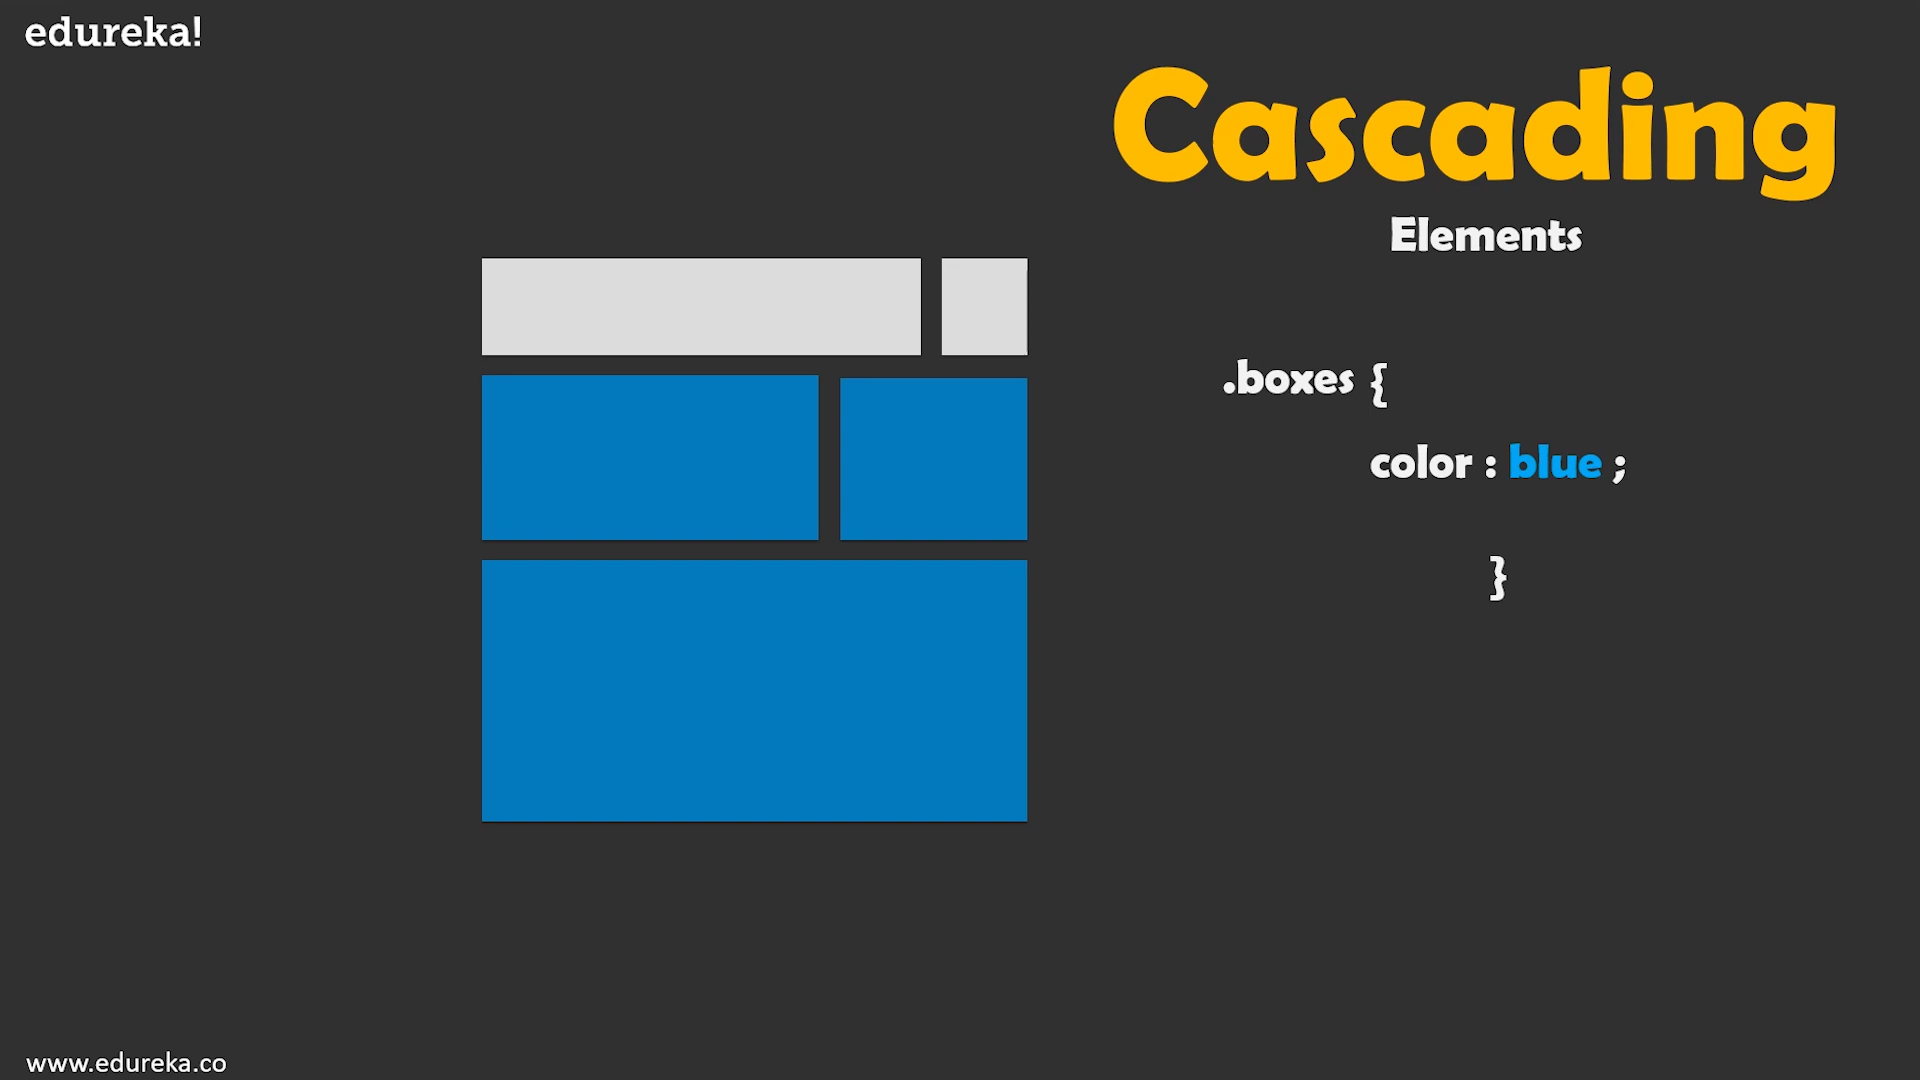 edureka!
Cascading
Elements
.boxes {
color : blue ;
}
www.edureka.co